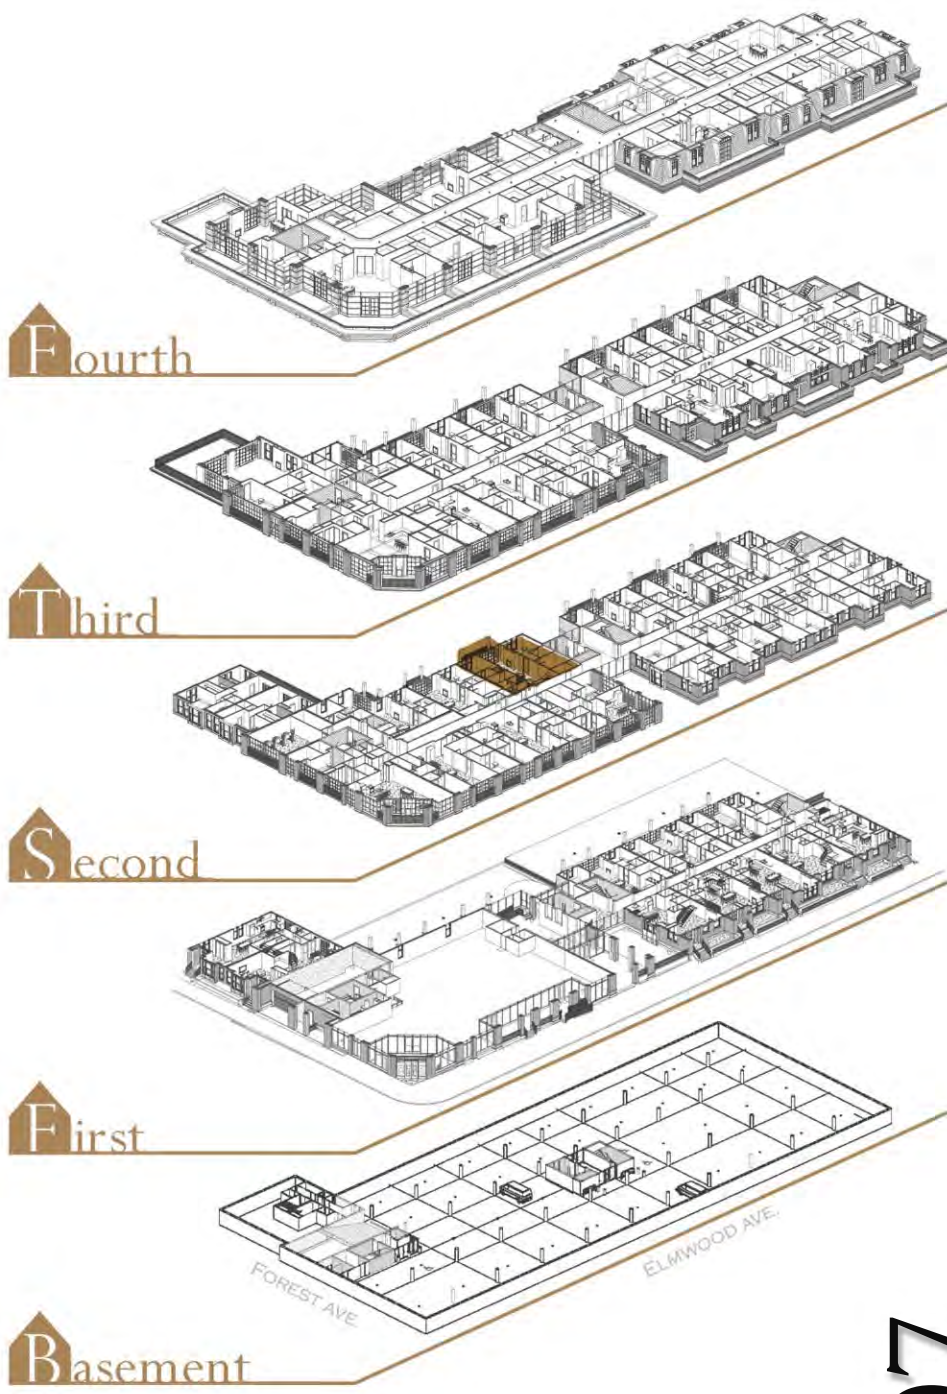 Fourth
Third
Second
First
FOREST AVE.
ELMWOOD AVE.
Basement